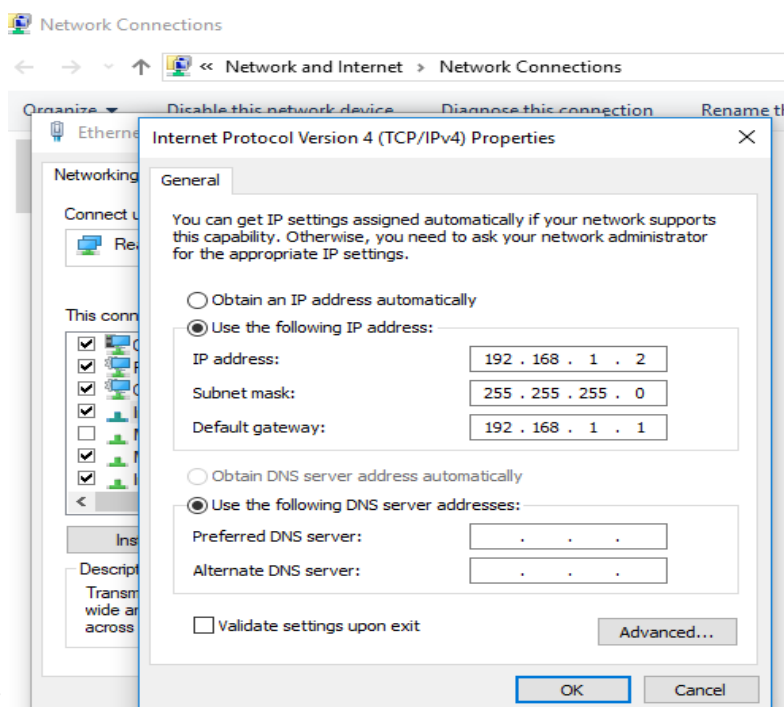 Network Connections
« Network and Internet > Network Connections
Organize Disable this network device Diagnose this connection Rename
Internet Protocol Version 4 (TCP/IPv4) Properties
Networking
General
Connect
You can get IP settings assigned automatically if your network supports
this capability. Otherwise, you need to ask your network administrator
for the appropriate IP settings.
Obtain an IP address automatically
This
Use the following IP address:
IP address: 192 . 168 . 1 . 2
Subnet mask: 255 . 255 . 255 . 0
Default gateway: 192 . 168 . 1 . 1
Obtain DNS server address automatically
Use the following DNS server addresses:
Preferred DNS server: . . .
Alternate DNS server: . . .
wide
across
Validate settings upon exit
Advanced...
OK Cancel